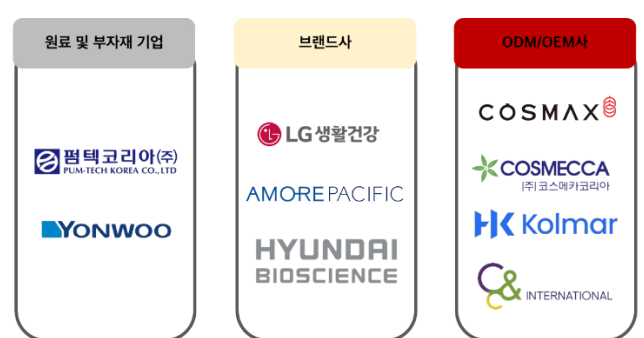 원료 및 부자재 기업
펌텍코리아(주)
PUM-TECH KOREA CO.,LTD
YONWOO
브랜드사
LG생활건강
AMOREPACIFIC
HYUNDAI
BIOSCIENCE
ODM/OEM사
COSMAX
COSMECCA
(주)코스메카코리아
Kolmar
C&C
INTERNATIONAL